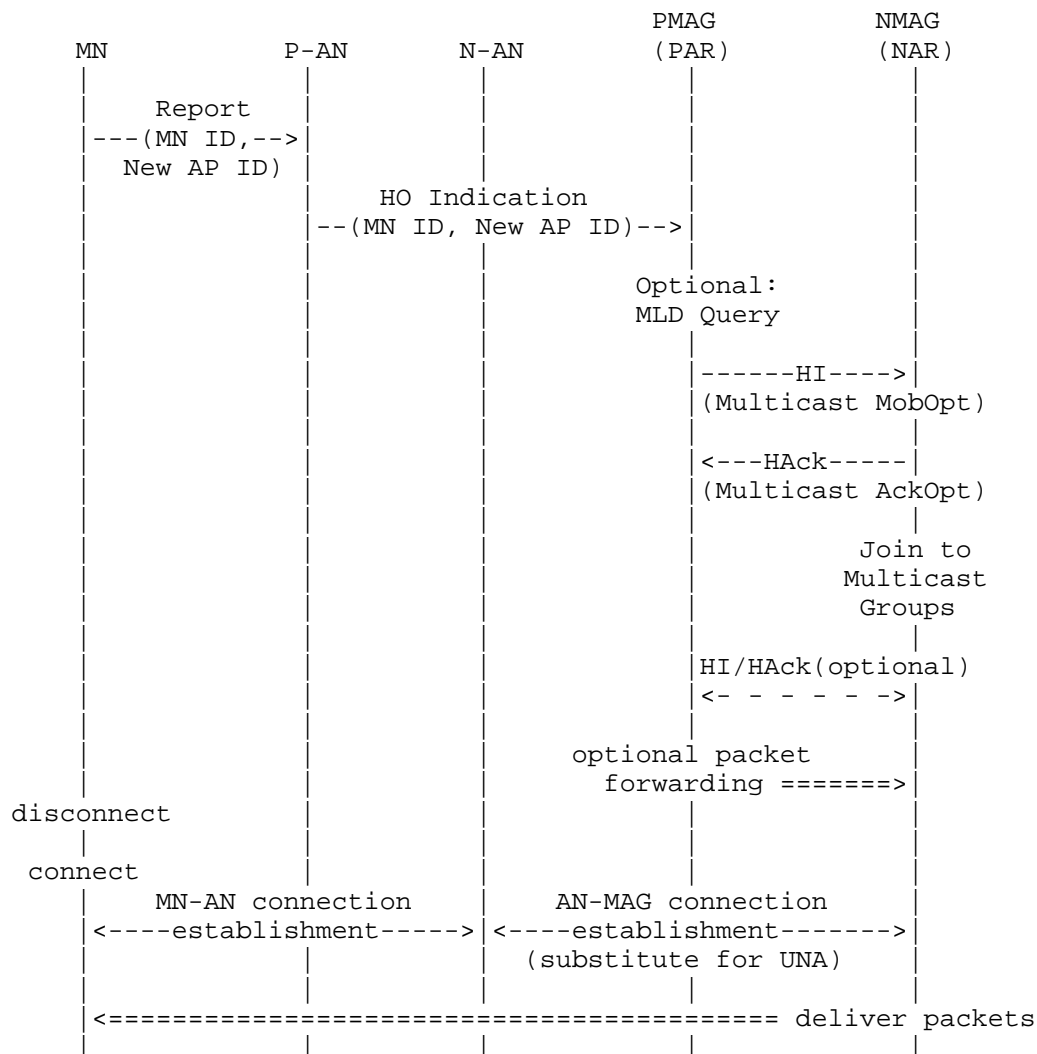 PMAG NMAG
MN P-AN N-AN (PAR) (NAR)
Report
---(MN ID,-->
New AP ID)
HO Indication
--(MN ID, New AP ID)-->
Optional:
MLD Query
------HI---->
(Multicast MobOpt)
<---HAck-----
(Multicast AckOpt)
Join to
Multicast
Groups
HI/HAck(optional)
<- - - - - ->
optional packet
forwarding =======>
disconnect
connect
MN-AN connection AN-MAG connection
<----establishment-----> <----establishment------->
(substitute for UNA)
<========================================== deliver packets